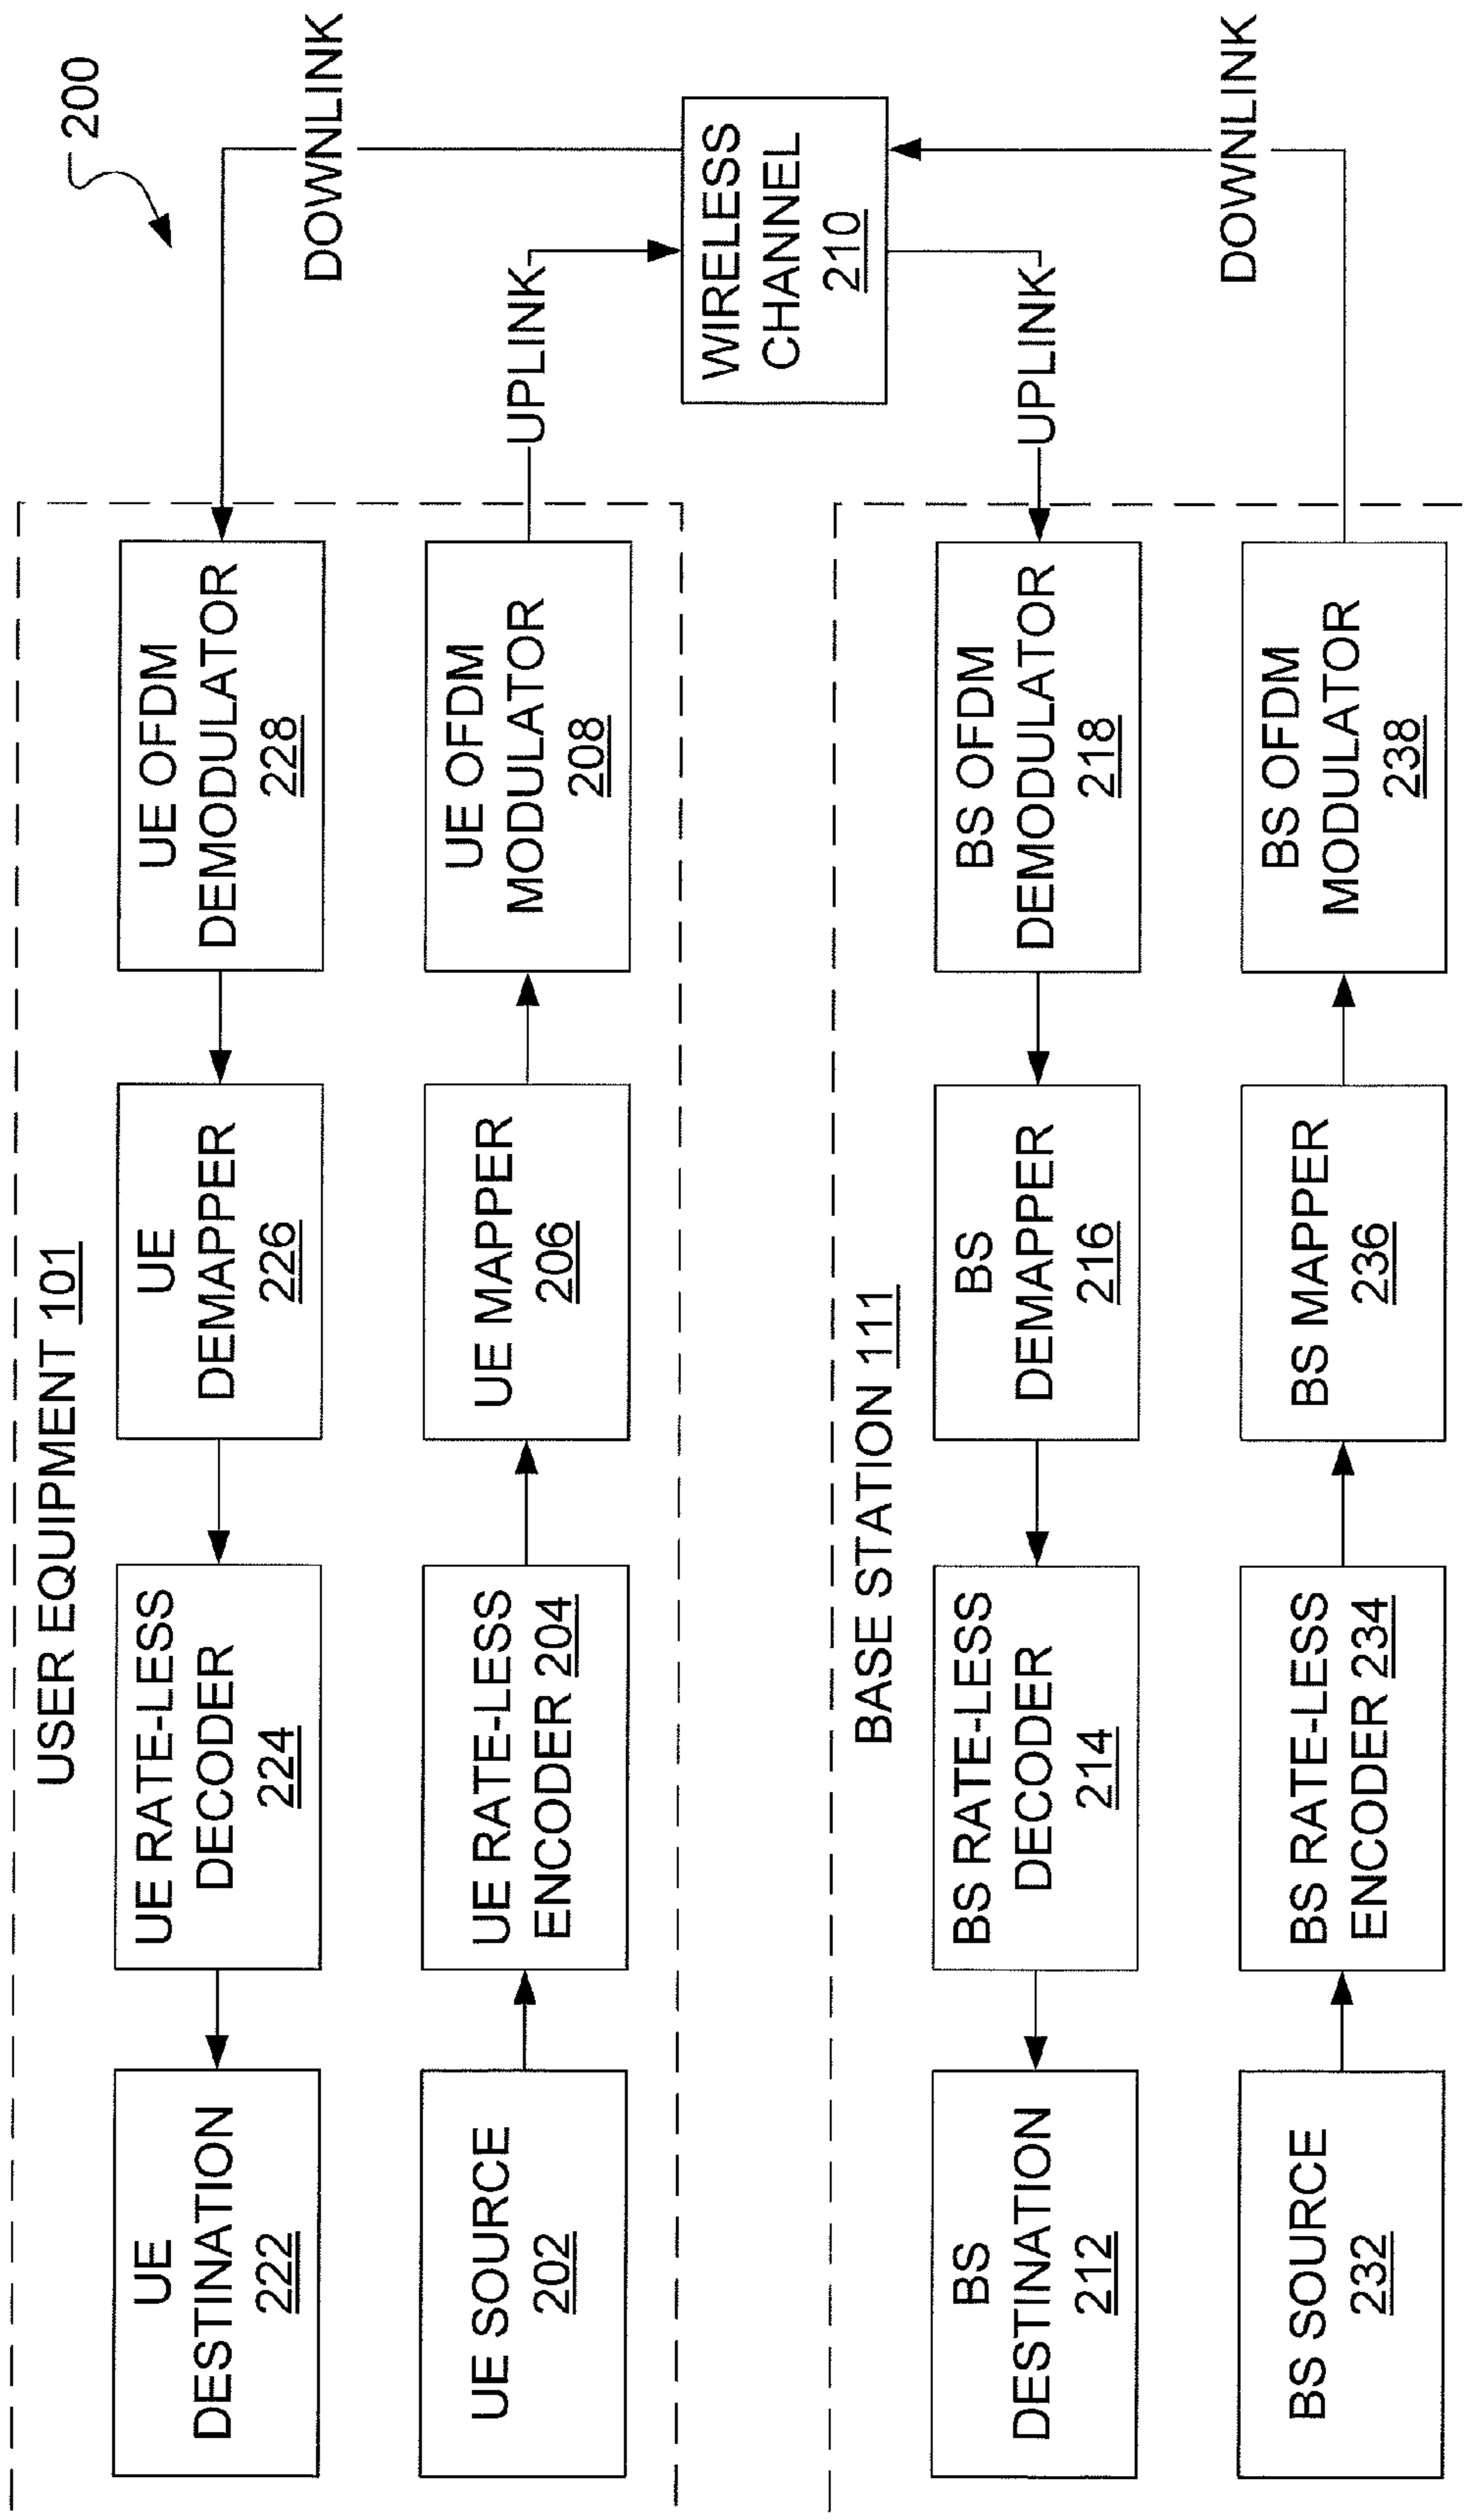 200
USER EQUIPMENT 101
UE
DESTINATION
222
UE RATE-LESS
DECODER
224
UE
DEMAPPER
226
UE OFDM
DEMODULATOR
228
DOWNLINK
UE SOURCE
202
UE RATE-LESS
ENCODER 204
UE MAPPER
206
UE OFDM
MODULATOR
208
UPLINK
WIRELESS
CHANNEL
210
BASE STATION 111
BS
DESTINATION
212
BS RATE-LESS
DECODER
214
BS
DEMAPPER
216
BS OFDM
DEMODULATOR
218
UPLINK
BS SOURCE
232
BS RATE-LESS
ENCODER 234
BS MAPPER
236
BS OFDM
MODULATOR
238
DOWNLINK